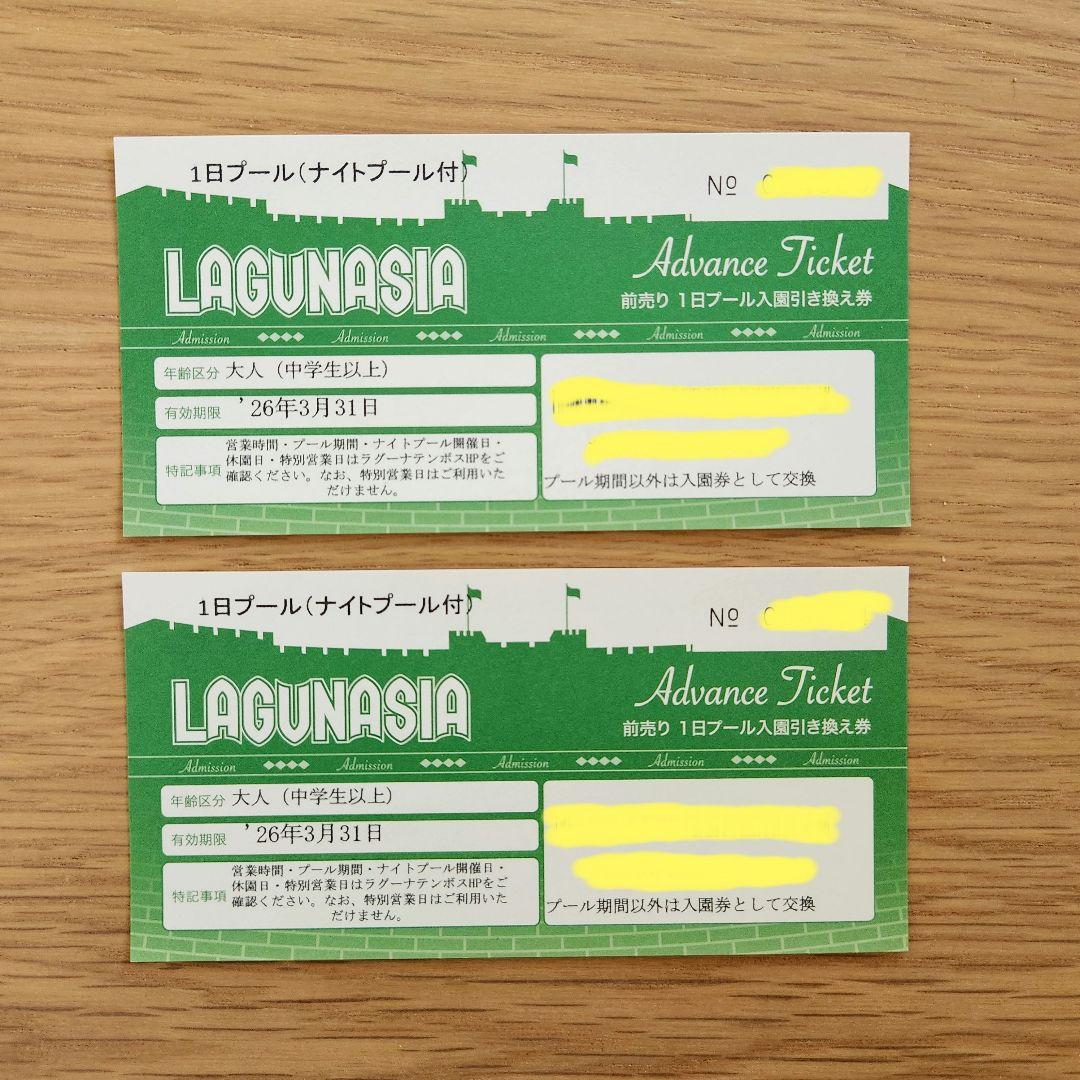 1日プール(ナイトプール付)
Nº
LAGUNASIA
Advance Ticket
前売り 1日プール入園引き換え券
Admission Admission Admission Admission Admission
年齢区分 大人（中学生以上）
有効期限 '26年3月31日
特記事項
営業時間・プール期間・ナイトプール開催日・
休園日・特別営業日はラグーナテンボスHPをご
確認ください。なお、特別営業日はご利用いた
だけません。
プール期間以外は入園券として交換
1日プール(ナイトプール付)
Nº
LAGUNASIA
Advance Ticket
前売り 1日プール入園引き換え券
Admission Admission Admission Admission Admission
年齢区分 大人（中学生以上）
有効期限 '26年3月31日
特記事項
営業時間・プール期間・ナイトプール開催日・
休園日・特別営業日はラグーナテンボスHPをご
確認ください。なお、特別営業日はご利用いた
だけません。
プール期間以外は入園券として交換